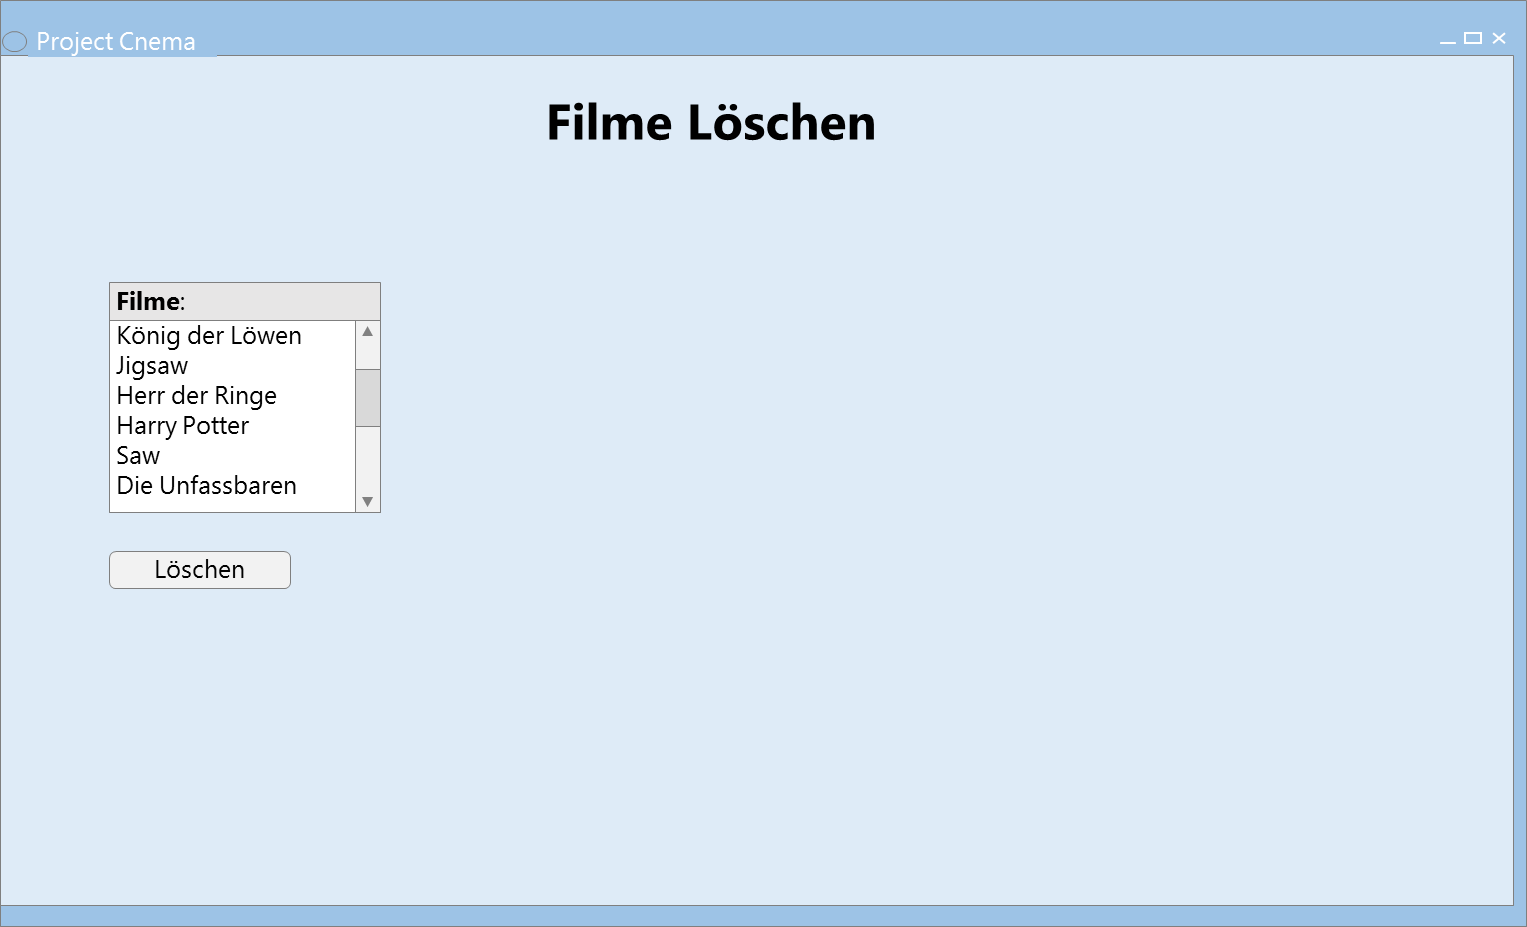 Project Cnema
Filme Löschen
Filme:
König der Löwen
Jigsaw
Herr der Ringe
Harry Potter
Saw
Die Unfassbaren
Löschen